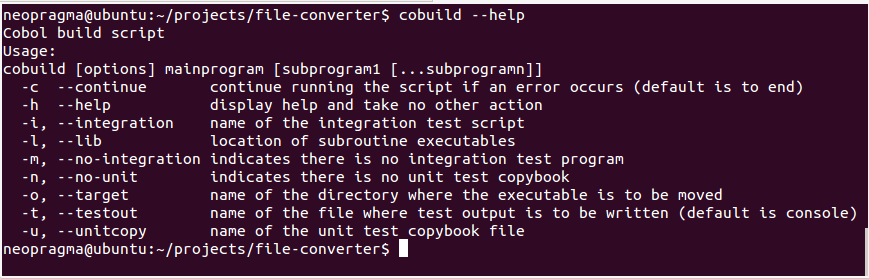 neopragma@ubuntu:~/projects/file-converter$ cobuild --help
Cobol build script
Usage:
cobuild [options] mainprogram [subprogram1 [...subprogramn]]
  -c  --continue       continue running the script if an error occurs (default is to end)
  -h  --help           display help and take no other action
  -i, --integration    name of the integration test script
  -l, --lib            location of subroutine executables
  -m, --no-integration indicates there is no integration test program
  -n, --no-unit        indicates there is no unit test copybook
  -o, --target         name of the directory where the executable is to be moved
  -t, --testout        name of the file where test output is to be written (default is console)
  -u, --unitcopy       name of the unit test copybook file
neopragma@ubuntu:~/projects/file-converter$